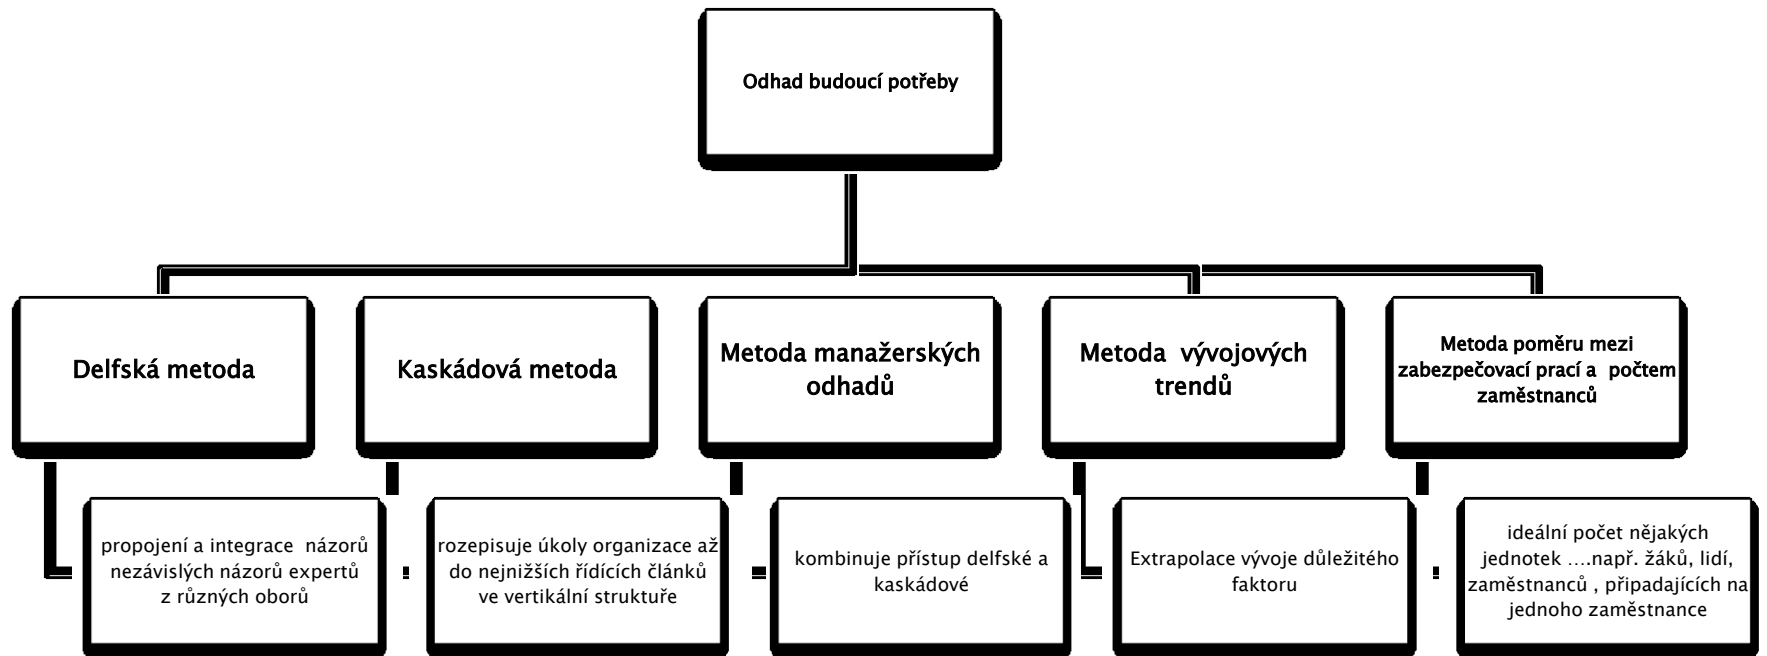 Odhad budoucí potřeby
Delfská metoda
Kaskádová metoda
Metoda manažerských
odhadů
Metoda vývojových
trendů
Metoda poměru mezi
zabezpečovací prací a počtem
zaměstnanců
propojení a integrace názorů
nezávislých názorů expertů
z různých oborů
rozepisuje úkoly organizace až
do nejnižších řídících článků
ve vertikální struktuře
kombinuje přístup delfské a
kaskádové
Extrapolace vývoje důležitého
faktoru
ideální počet nějakých
jednotek ....např. žáků, lidí,
zaměstnanců , připadajících na
jednoho zaměstnance